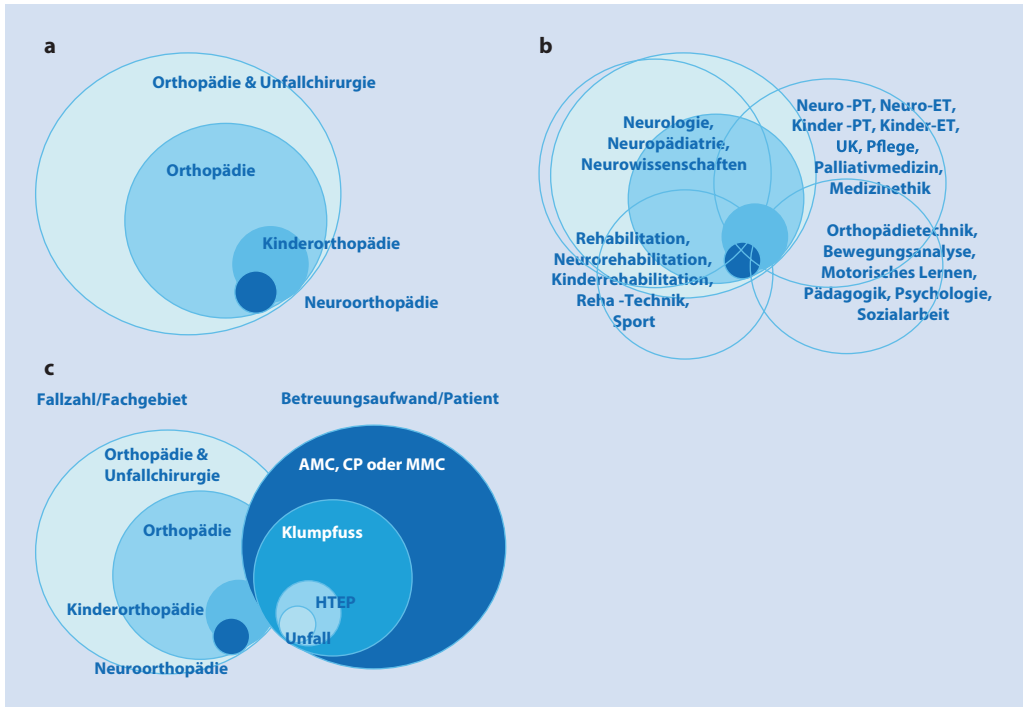 a
Orthopädie & Unfallchirurgie
Orthopädie
Kinderorthopädie
Neuroorthopädie
b
Neurologie,
Neuropädiatrie,
Neurowissenschaften
Neuro -PT, Neuro-ET,
Kinder -PT, Kinder-ET,
UK, Pflege,
Palliativmedizin,
Medizinethik
Rehabilitation,
Neurorehabilitation,
Kinderrehabilitation,
Reha -Technik,
Sport
Orthopädietechnik,
Bewegungsanalyse,
Motorisches Lernen,
Pädagogik, Psychologie,
Sozialarbeit
c
Fallzahl/Fachgebiet
Orthopädie &
Unfallchirurgie
Orthopädie
Kinderorthopädie
Neuroorthopädie
Betreuungsaufwand/Patient
AMC, CP oder MMC
Klumpfuss
HTEP
Unfall